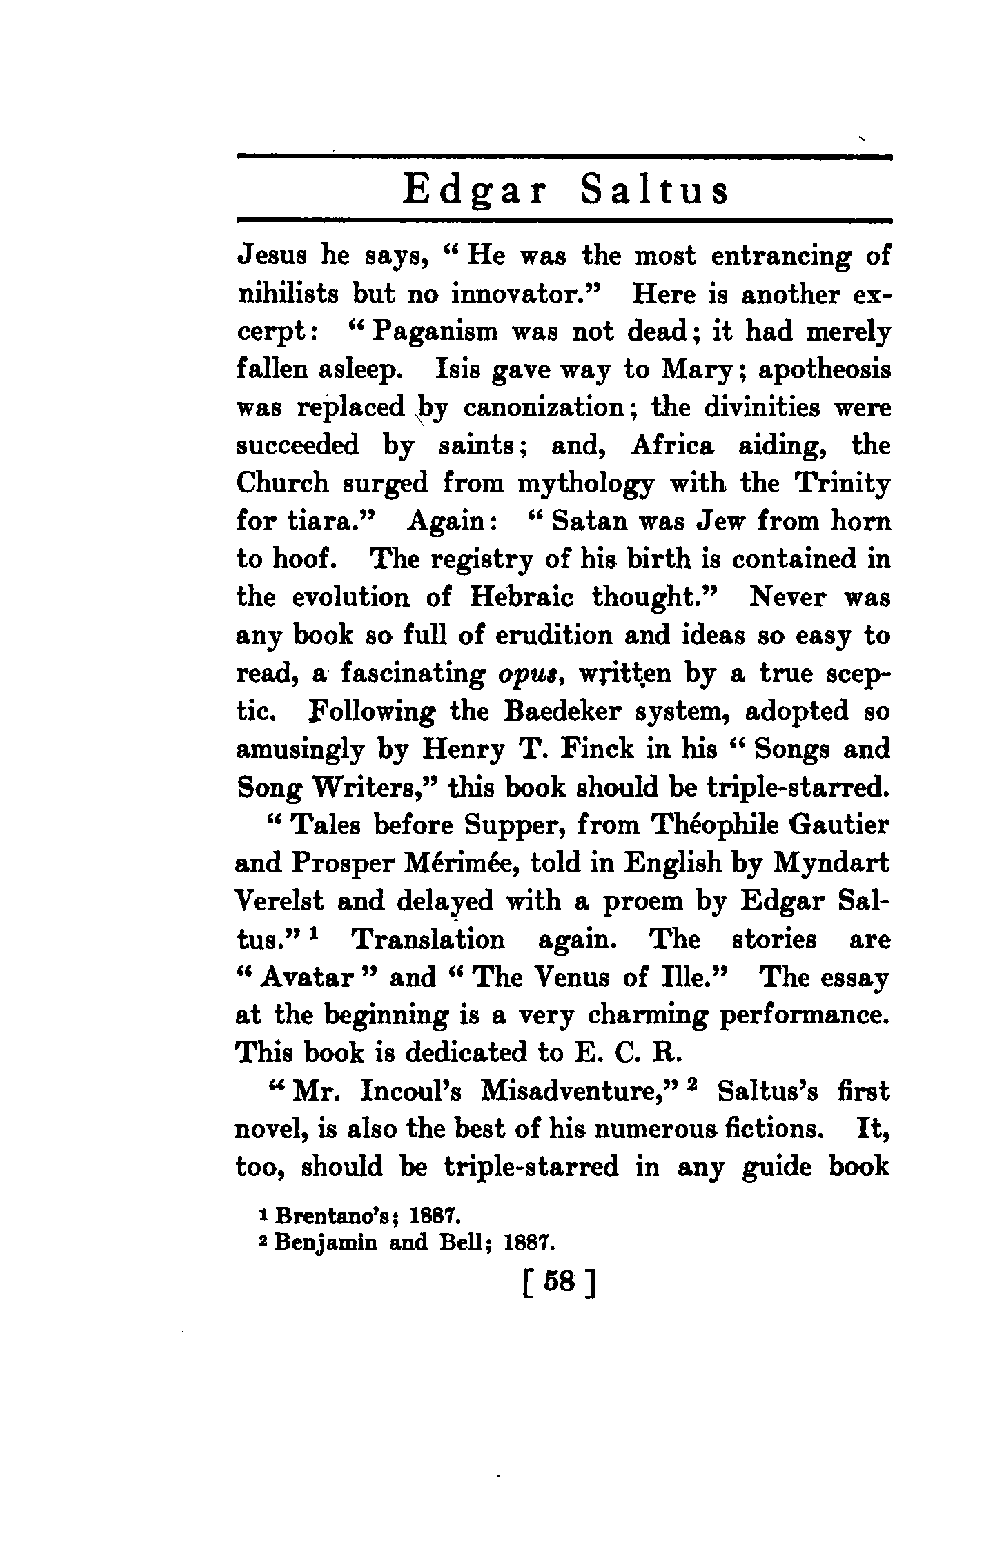 Edgar Saltus
Jesus he says, “ He was the most entrancing of
nihilists but no innovator.” Here is another ex-
cerpt: “ Paganism was not dead; it had merely
fallen asleep. Isis gave way to Mary; apotheosis
was replaced by canonization; the divinities were
succeeded by saints; and, Africa aiding, the
Church surged from mythology with the Trinity
for tiara.” Again: “ Satan was Jew from horn
to hoof. The registry of his birth is contained in
the evolution of Hebraic thought.” Never was
any book so full of erudition and ideas so easy to
read, a fascinating opus, written by a true scep-
tic. Following the Baedeker system, adopted so
amusingly by Henry T. Finck in his “ Songs and
Song Writers,” this book should be triple-starred.
“ Tales before Supper, from Théophile Gautier
and Prosper Mérimée, told in English by Myndart
Verelst and delayed with a proem by Edgar Sal-
tus.” ¹ Translation again. The stories are
“ Avatar ” and “ The Venus of Ille.” The essay
at the beginning is a very charming performance.
This book is dedicated to E. C. R.
“ Mr. Incoul’s Misadventure,” ² Saltus’s first
novel, is also the best of his numerous fictions. It,
too, should be triple-starred in any guide book
¹ Brentano’s; 1887.
² Benjamin and Bell; 1887.
[ 58 ]